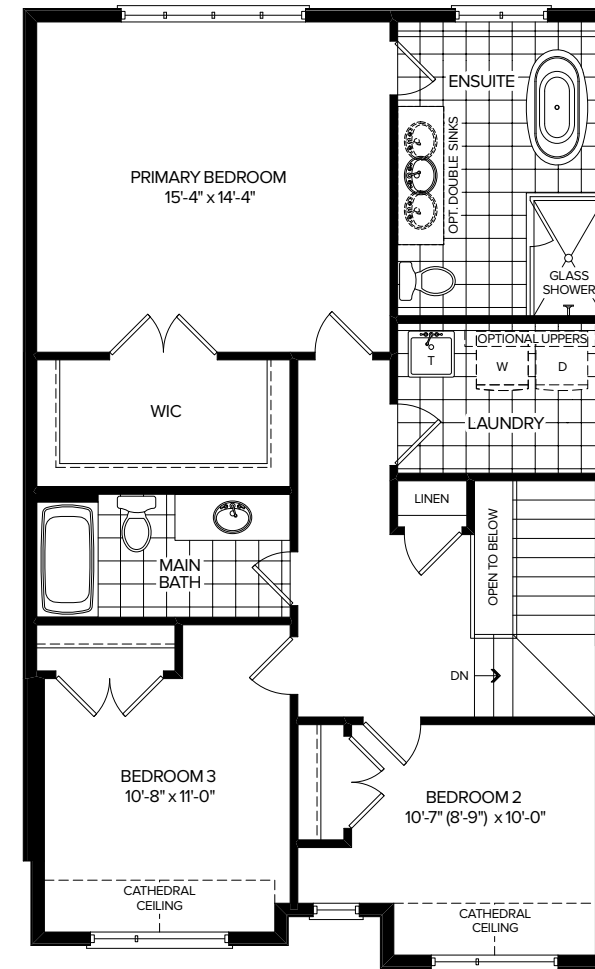 ENSUITE
OPT. DOUBLE SINKS
PRIMARY BEDROOM
15'-4" x 14'-4"
GLASS
SHOWER
OPTIONAL UPPERS
T
W
D
LAUNDRY
WIC
LINEN
OPEN TO BELOW
MAIN
BATH
DN
BEDROOM 3
10'-8" x 11'-0"
BEDROOM 2
10'-7" (8'-9") x 10'-0"
CATHEDRAL
CEILING
CATHEDRAL
CEILING